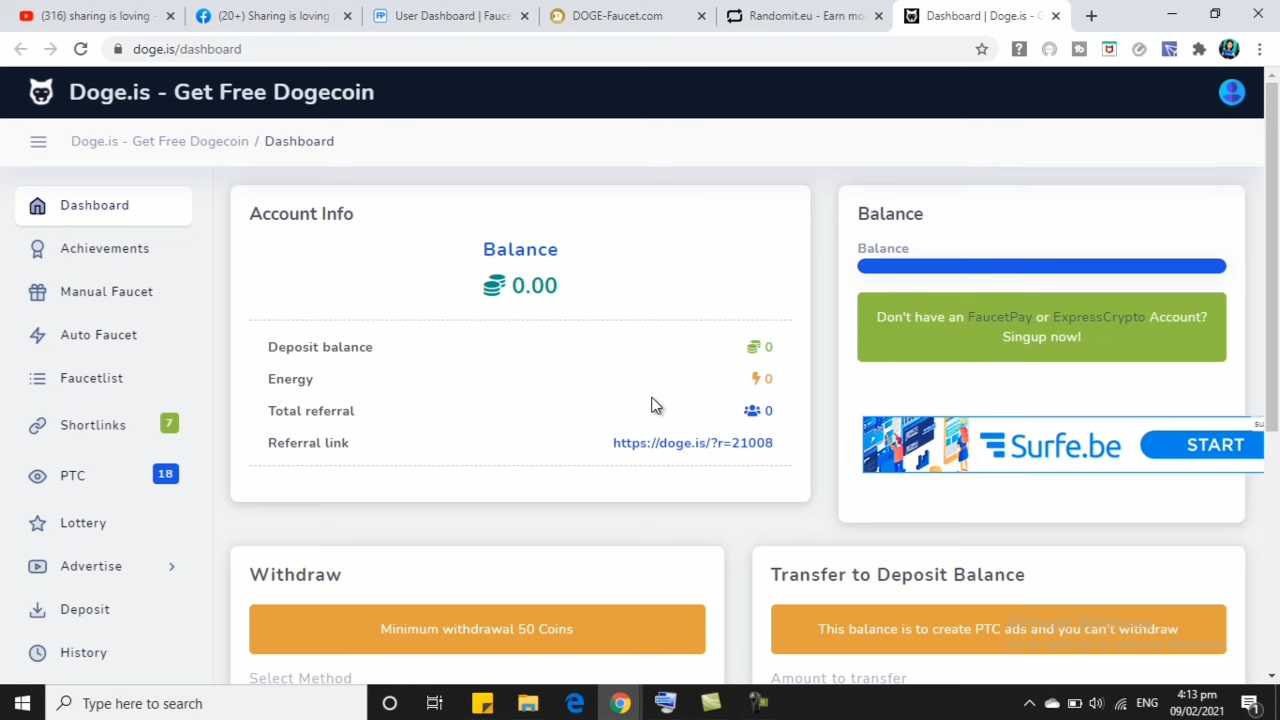 (316) sharing is loving -
(20+) Sharing is loving
User Dashboard | Fauce
DOGE-Faucet.com
Randomit.eu - Earn mo
Dashboard | Doge.is - G
doge.is/dashboard
Doge.is - Get Free Dogecoin
Doge.is - Get Free Dogecoin / Dashboard
Dashboard
Achievements
Manual Faucet
Auto Faucet
Faucetlist
Shortlinks 7
PTC 18
Lottery
Advertise
Deposit
History
Account Info
Balance
0.00
Deposit balance 0
Energy 0
Total referral 0
Referral link https://doge.is/?r=21008
Balance
Balance
Don't have an FaucetPay or ExpressCrypto Account?
Singup now!
Surfe.be START
Withdraw
Minimum withdrawal 50 Coins
Select Method
Transfer to Deposit Balance
This balance is to create PTC ads and you can't withdraw
Amount to transfer
Type here to search
ENG
4:13 pm
09/02/2021